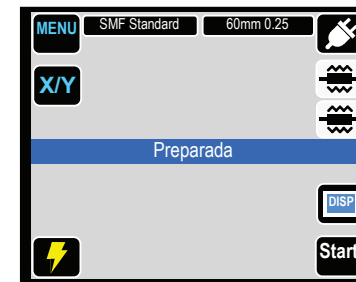 MENU SMF Standard 60mm 0.25
X/Y
Preparada
DISP
Start